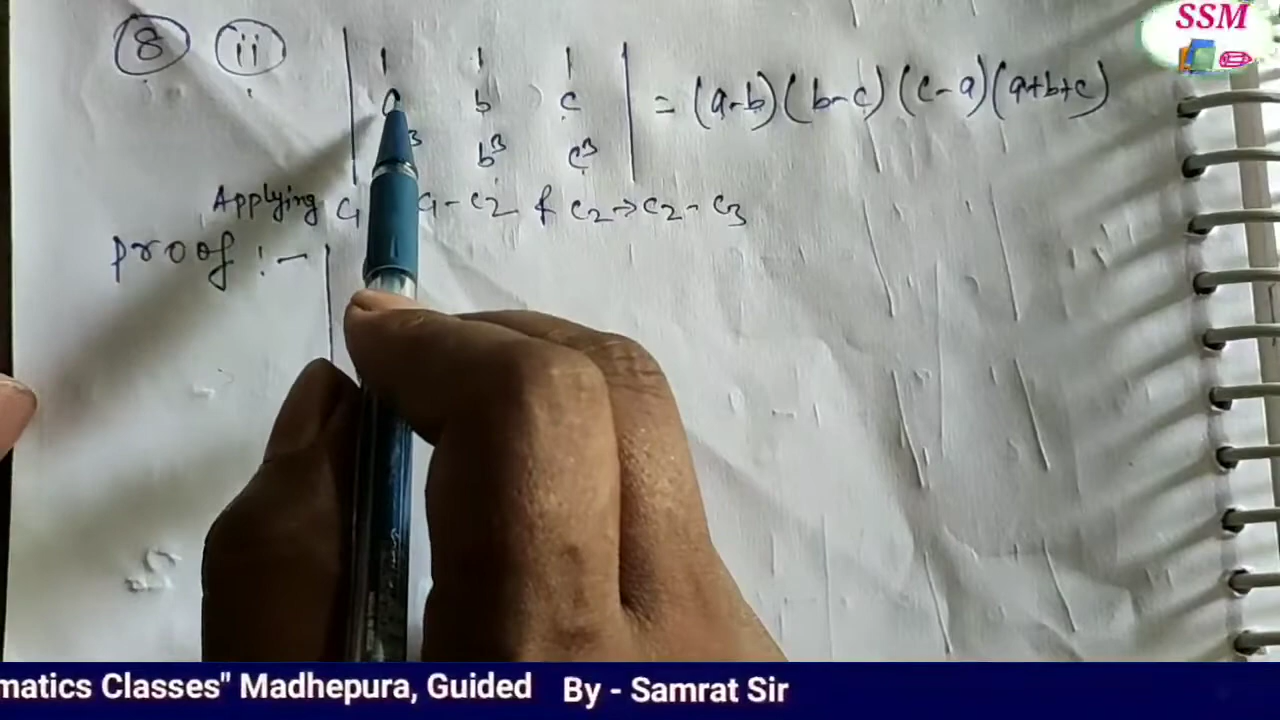 SSM
8 ii
1 1 1
a b c = (a-b)(b-c)(c-a)(a+b+c)
3 b³ c³
Applying C1 C1 - C2 & C2→C2 - C3
proof :-
matics Classes" Madhepura, Guided By - Samrat Sir